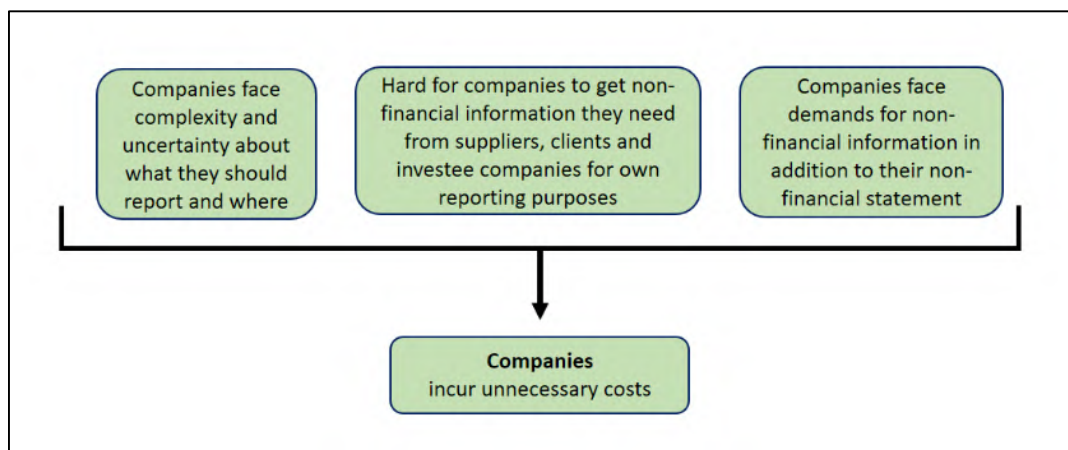 Companies face
complexity and
uncertainty about
what they should
report and where
Hard for companies to get non-
financial information they need
from suppliers, clients and
investee companies for own
reporting purposes
Companies face
demands for non-
financial information in
addition to their non-
financial statement
Companies
incur unnecessary costs